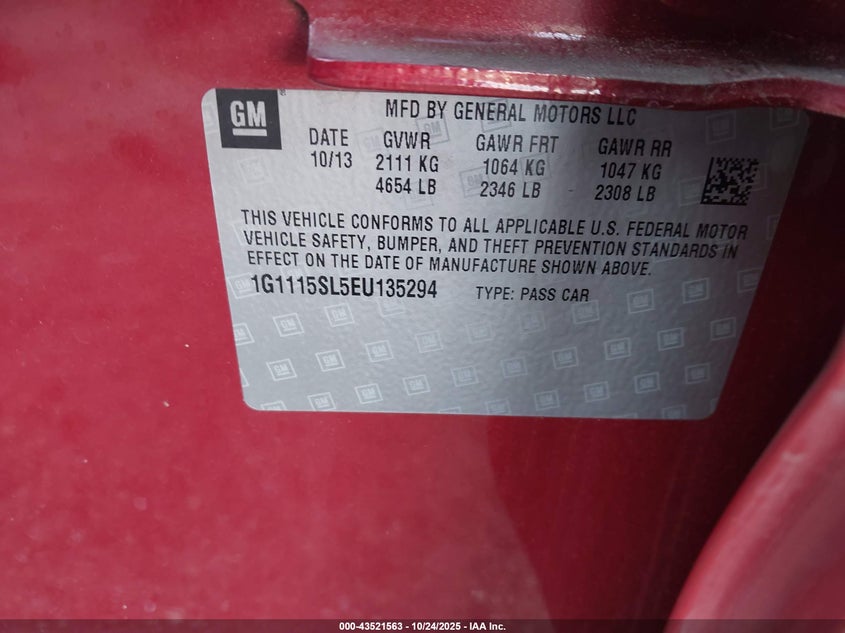 GM
MFD BY GENERAL MOTORS LLC
DATE GVWR GAWR FRT GAWR RR
10/13 2111 KG 1064 KG 1047 KG
4654 LB 2346 LB 2308 LB
THIS VEHICLE CONFORMS TO ALL APPLICABLE U.S. FEDERAL MOTOR
VEHICLE SAFETY, BUMPER, AND THEFT PREVENTION STANDARDS IN
EFFECT ON THE DATE OF MANUFACTURE SHOWN ABOVE.
1G1115SL5EU135294 TYPE: PASS CAR
000-43521563 - 10/24/2025 - IAA Inc.